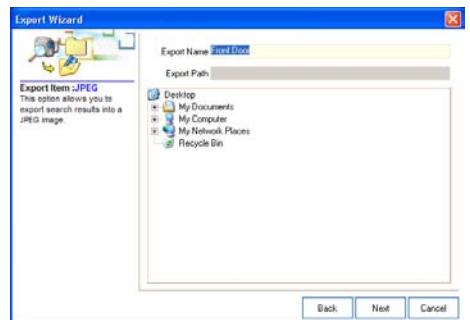 Export Wizard
Export Name Front Door
Export Path
Export Item :JPEG
This option allows you to
export search results into a
JPEG image.
Desktop
My Documents
My Computer
My Network Places
Recycle Bin
Back Next Cancel